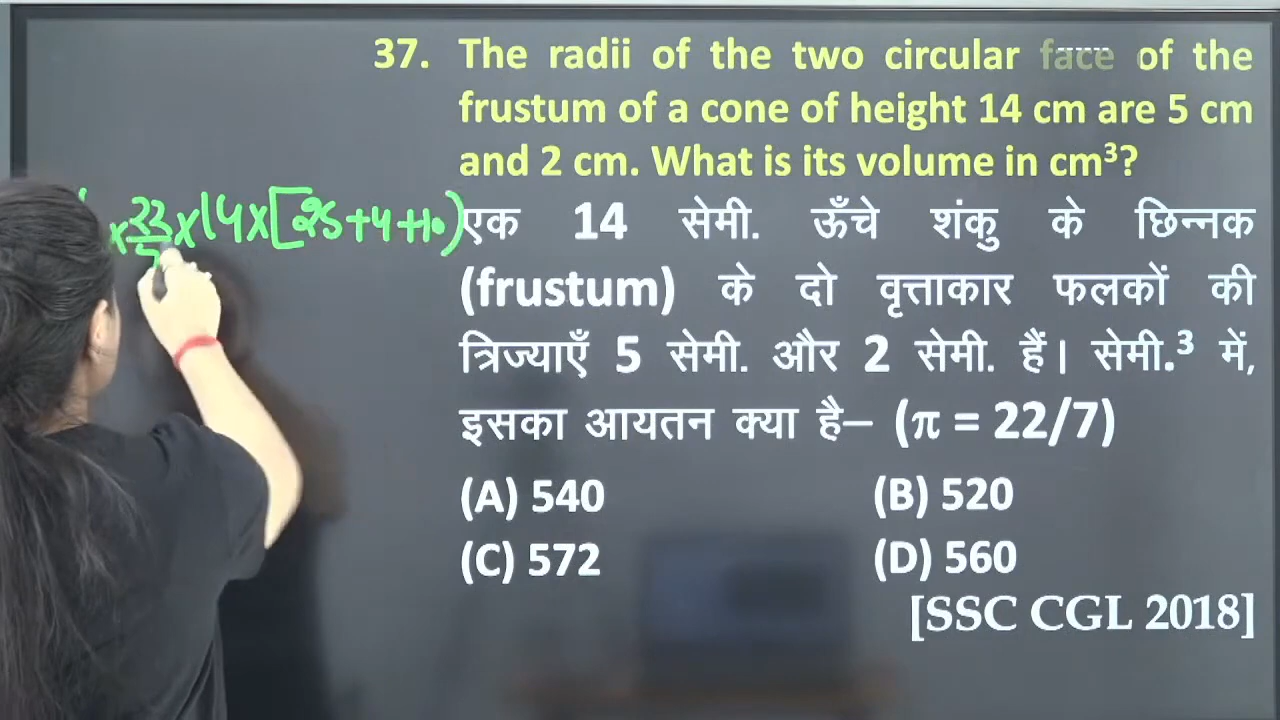 37. The radii of the two circular face of the
frustum of a cone of height 14 cm are 5 cm
and 2 cm. What is its volume in cm³?
x 22/7 x 14 x [25+4+10)
एक 14 सेमी. ऊँचे शंकु के छिन्नक
(frustum) के दो वृत्ताकार फलकों की
त्रिज्याएँ 5 सेमी. और 2 सेमी. हैं। सेमी.³ में,
इसका आयतन क्या है– (π = 22/7)
(A) 540 (B) 520
(C) 572 (D) 560
[SSC CGL 2018]